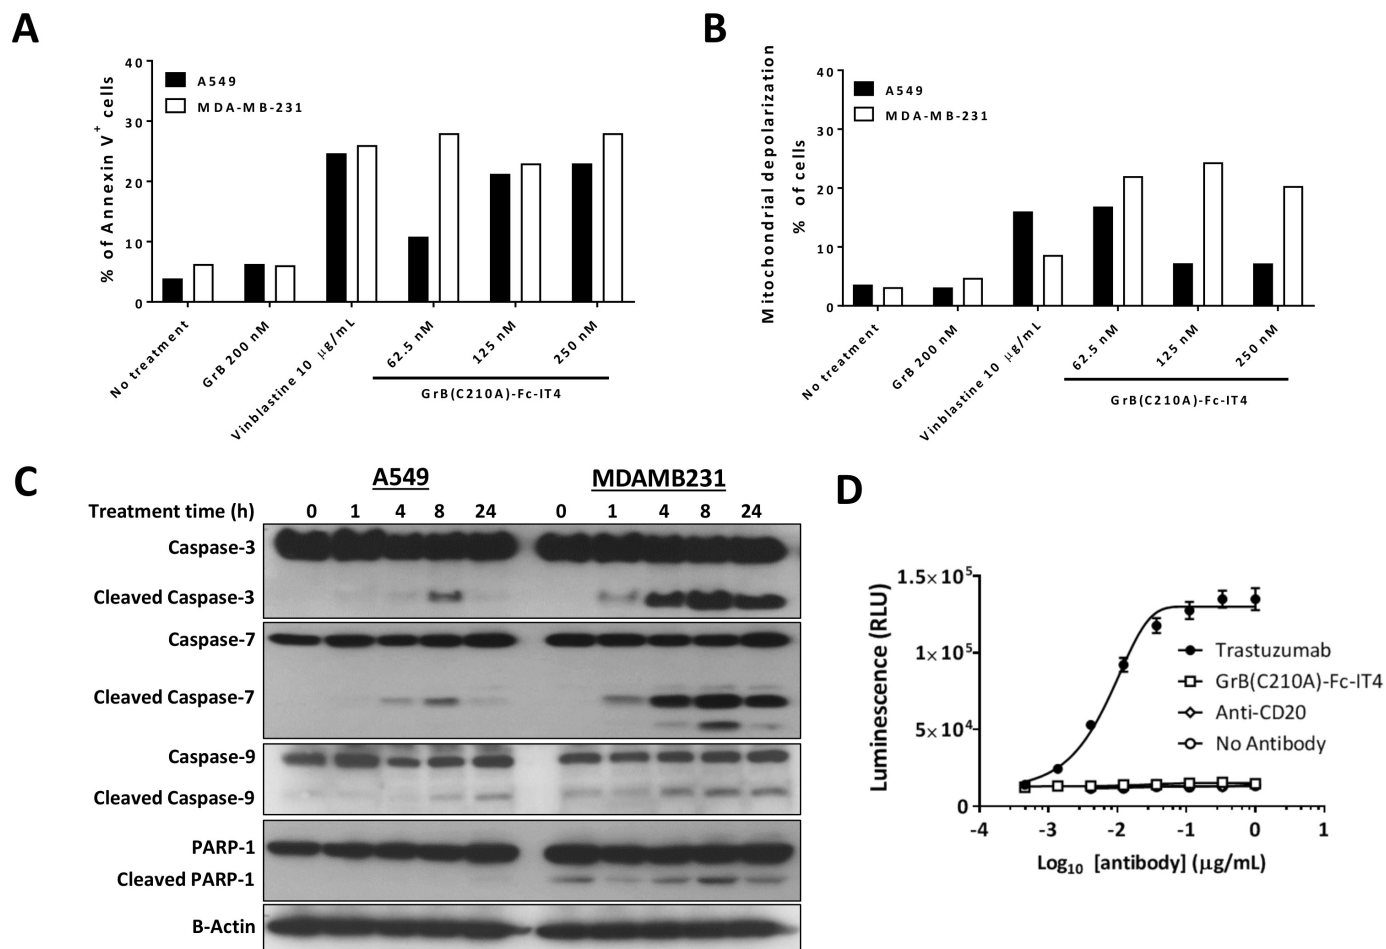 A
% of Annexin V+ cells
40
30
20
10
0
A549
MDA-MB-231
No treatment
GrB 200 nM
Vinblastine 10 μg/mL
62.5 nM
125 nM
250 nM
GrB(C210A)-Fc-IT4
B
Mitochondrial depolarization
% of cells
40
30
20
10
0
A549
MDA-MB-231
No treatment
GrB 200 nM
Vinblastine 10 μg/mL
62.5 nM
125 nM
250 nM
GrB(C210A)-Fc-IT4
C
A549
MDAMB231
Treatment time (h) 0 1 4 8 24 0 1 4 8 24
Caspase-3
Cleaved Caspase-3
Caspase-7
Cleaved Caspase-7
Caspase-9
Cleaved Caspase-9
PARP-1
Cleaved PARP-1
B-Actin
D
Luminescence (RLU)
1.5×10⁵
1×10⁵
5×10⁴
0
Trastuzumab
GrB(C210A)-Fc-IT4
Anti-CD20
No Antibody
-4 -3 -2 -1 0 1
Log₁₀ [antibody] (μg/mL)